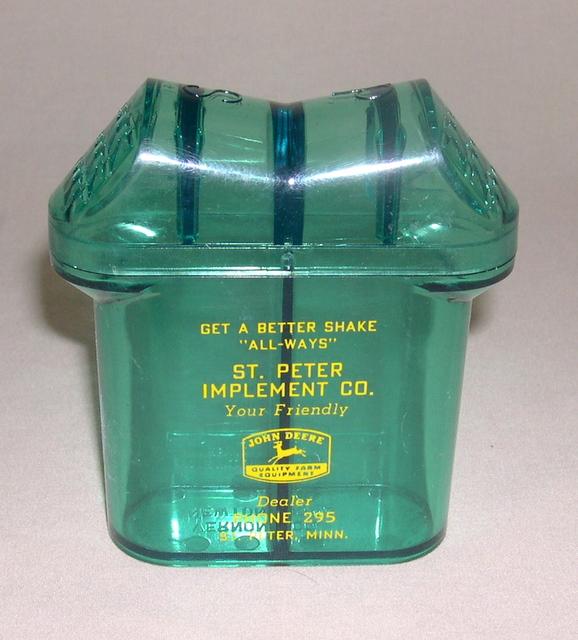 S
GET A BETTER SHAKE
"ALL-WAYS"
ST. PETER
IMPLEMENT CO.
Your Friendly
JOHN DEERE
QUALITY FARM
EQUIPMENT
Dealer
PHONE 295
ST. PETER, MINN.